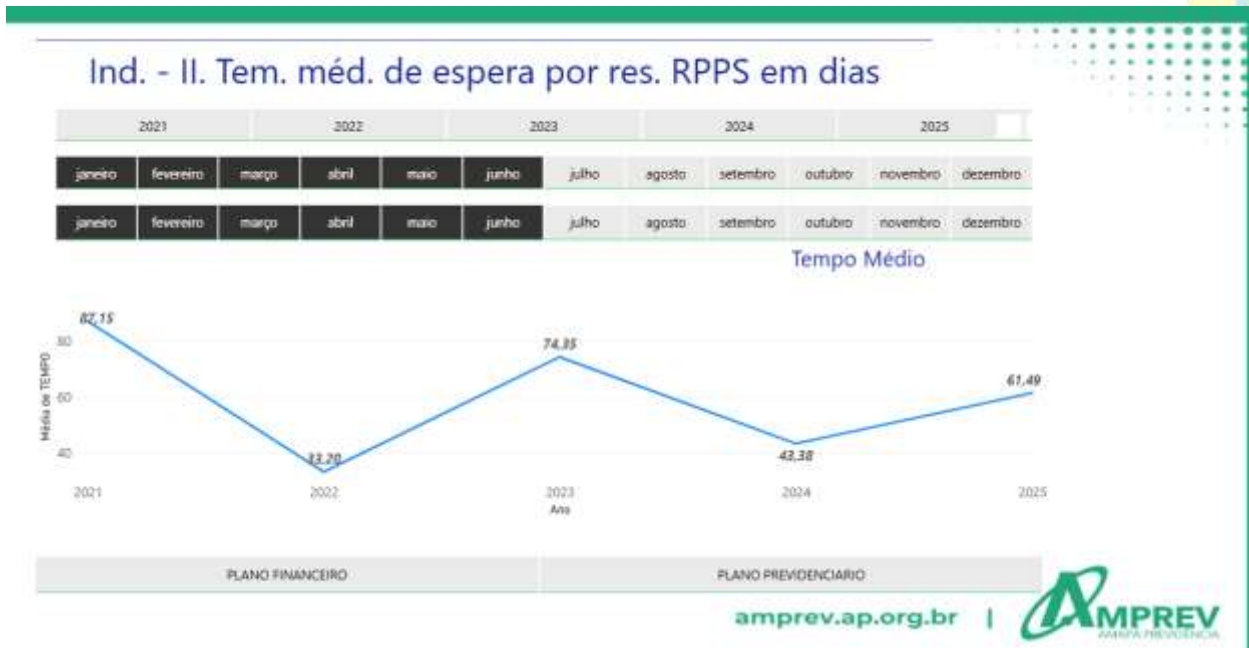 Ind. - II. Tem. méd. de espera por res. RPPS em dias
2021 2022 2023 2024 2025
janeiro fevereiro março abril maio junho julho agosto setembro outubro novembro dezembro
janeiro fevereiro março abril maio junho julho agosto setembro outubro novembro dezembro
Tempo Médio
87,15
80
74,35
Média de TEMPO
61,49
60
40
33,20
43,38
2021 2022 2023 2024 2025
Ano
PLANO FINANCEIRO PLANO PREVIDENCIARIO
amprev.ap.org.br |
AMPREV
AMAPÁ PREVIDÊNCIA